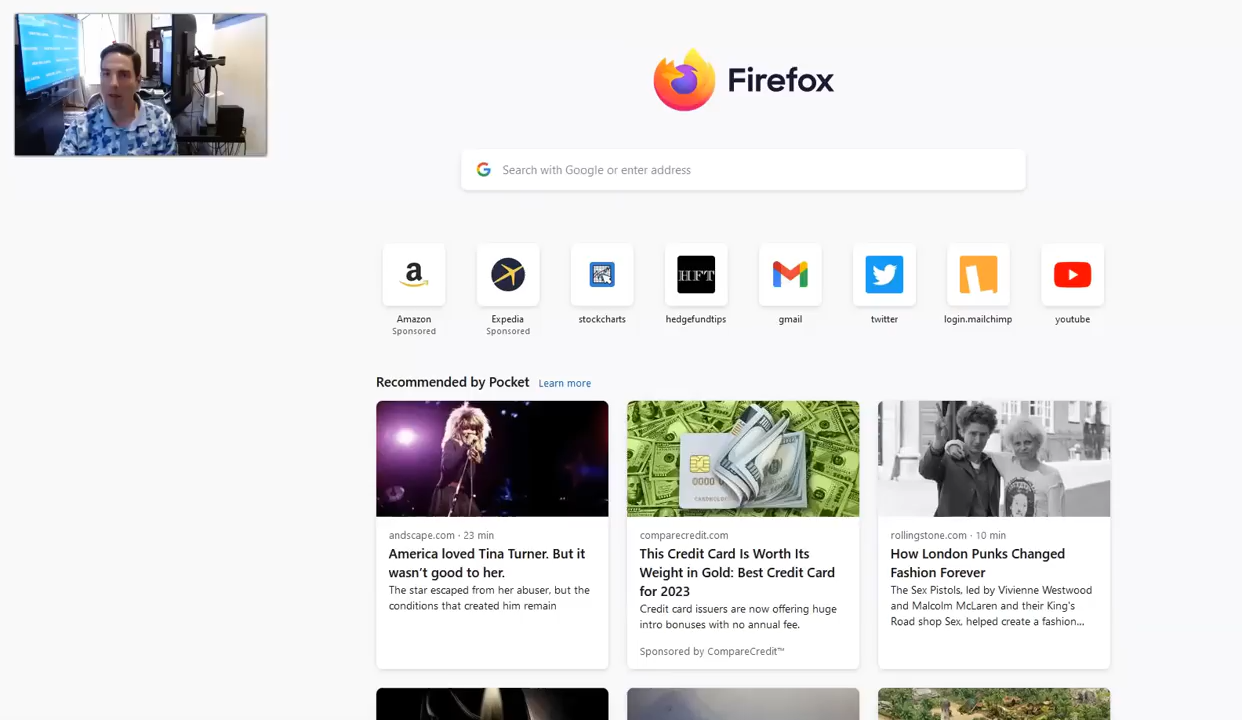 Firefox
Search with Google or enter address
a
HFT
Amazon
Sponsored
Expedia
Sponsored
stockcharts
hedgefundtips
gmail
twitter
login.mailchimp
youtube
Recommended by Pocket Learn more
andscape.com · 23 min
America loved Tina Turner. But it
wasn't good to her.
The star escaped from her abuser, but the
conditions that created him remain
comparecredit.com
This Credit Card Is Worth Its
Weight in Gold: Best Credit Card
for 2023
Credit card issuers are now offering huge
intro bonuses with no annual fee.
Sponsored by CompareCredit™
rollingstone.com · 10 min
How London Punks Changed
Fashion Forever
The Sex Pistols, led by Vivienne Westwood
and Malcolm McLaren and their King's
Road shop Sex, helped create a fashion...